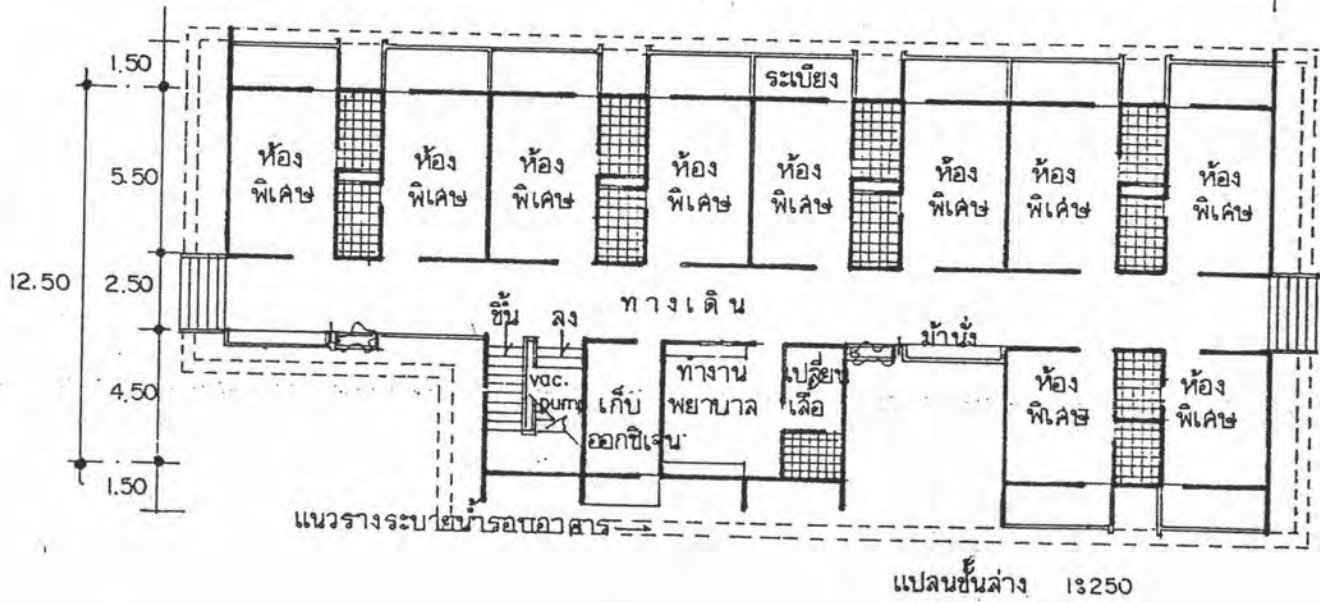 1.50
ระเบียง
5.50
ห้อง
พิเศษ
ห้อง
พิเศษ
ห้อง
พิเศษ
ห้อง
พิเศษ
ห้อง
พิเศษ
ห้อง
พิเศษ
ห้อง
พิเศษ
ห้อง
พิเศษ
12.50
2.50
ทางเดิน
ขึ้น
ลง
ม้านั่ง
4.50
vac.
pump
เก็บ
ออกซิเจน
ทำงาน
พยาบาล
เปลี่ยน
เสื้อ
ห้อง
พิเศษ
ห้อง
พิเศษ
1.50
แนวรางระบายน้ำรอบอาคาร
แปลนชั้นล่าง 1:250